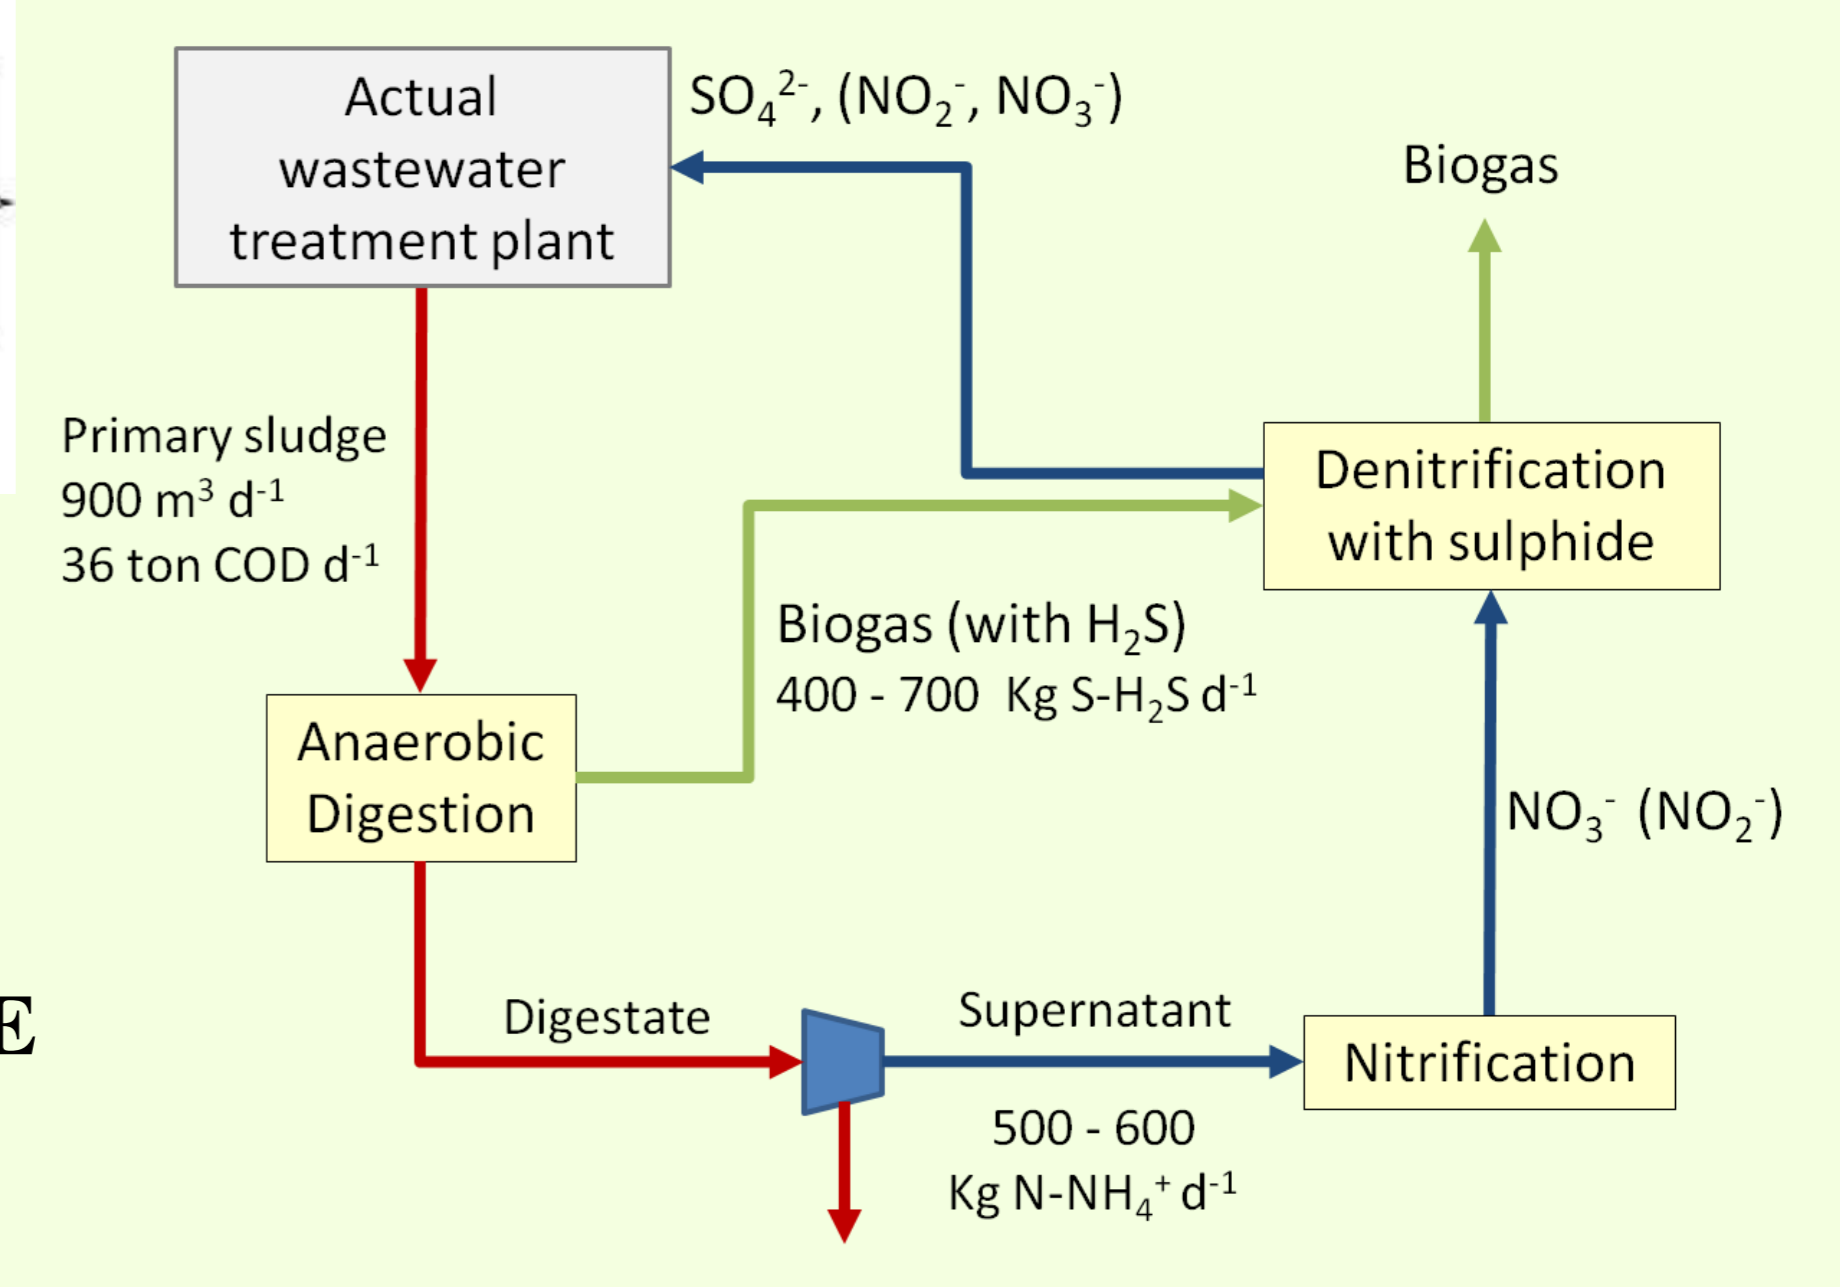 Actual
wastewater
treatment plant
SO₄²⁻, (NO₂⁻, NO₃⁻)
Biogas
Primary sludge
900 m³ d⁻¹
36 ton COD d⁻¹
Denitrification
with sulphide
Biogas (with H₂S)
400 - 700 Kg S-H₂S d⁻¹
Anaerobic
Digestion
NO₃⁻ (NO₂⁻)
E
Digestate
Supernatant
Nitrification
500 - 600
Kg N-NH₄⁺ d⁻¹